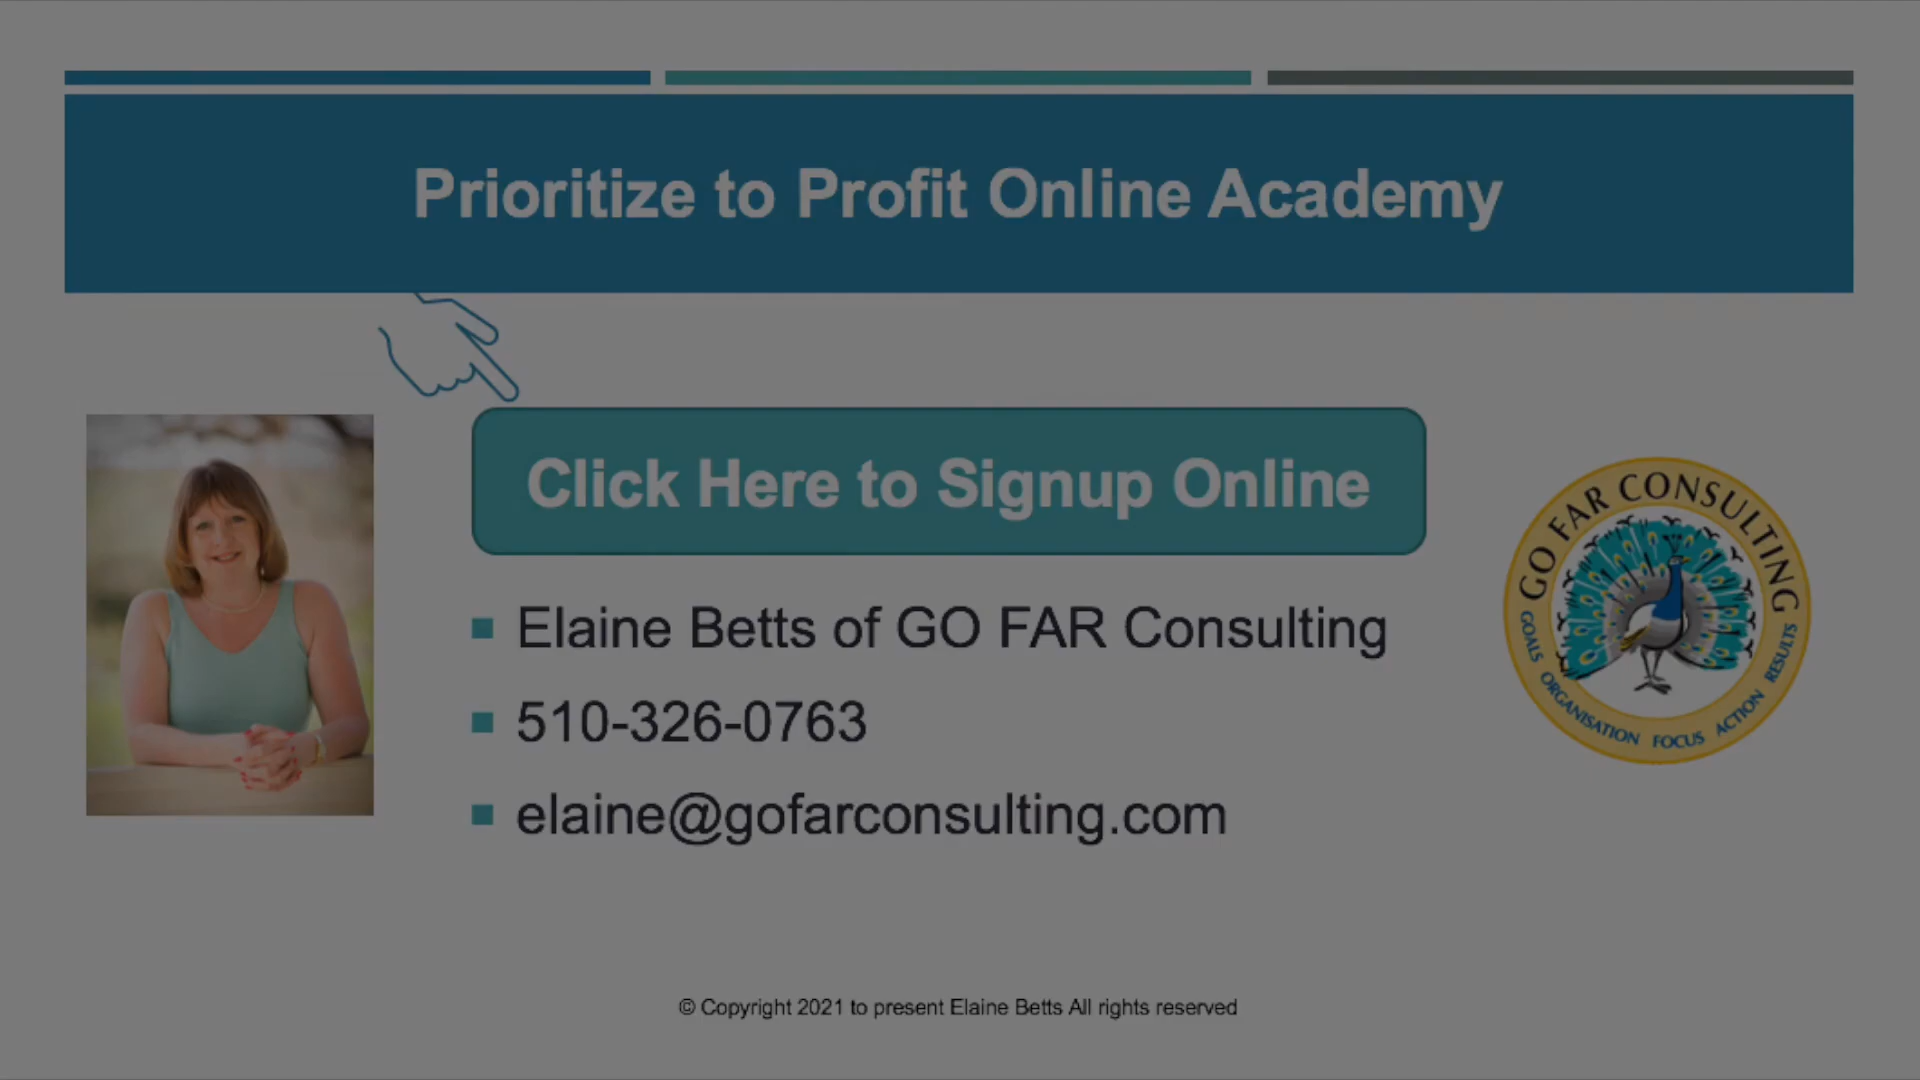 Prioritize to Profit Online Academy
Click Here to Signup Online
Elaine Betts of GO FAR Consulting
510-326-0763
elaine@gofarconsulting.com
GO FAR CONSULTING
GOALS ORGANISATION FOCUS ACTION RESULTS
© Copyright 2021 to present Elaine Betts All rights reserved